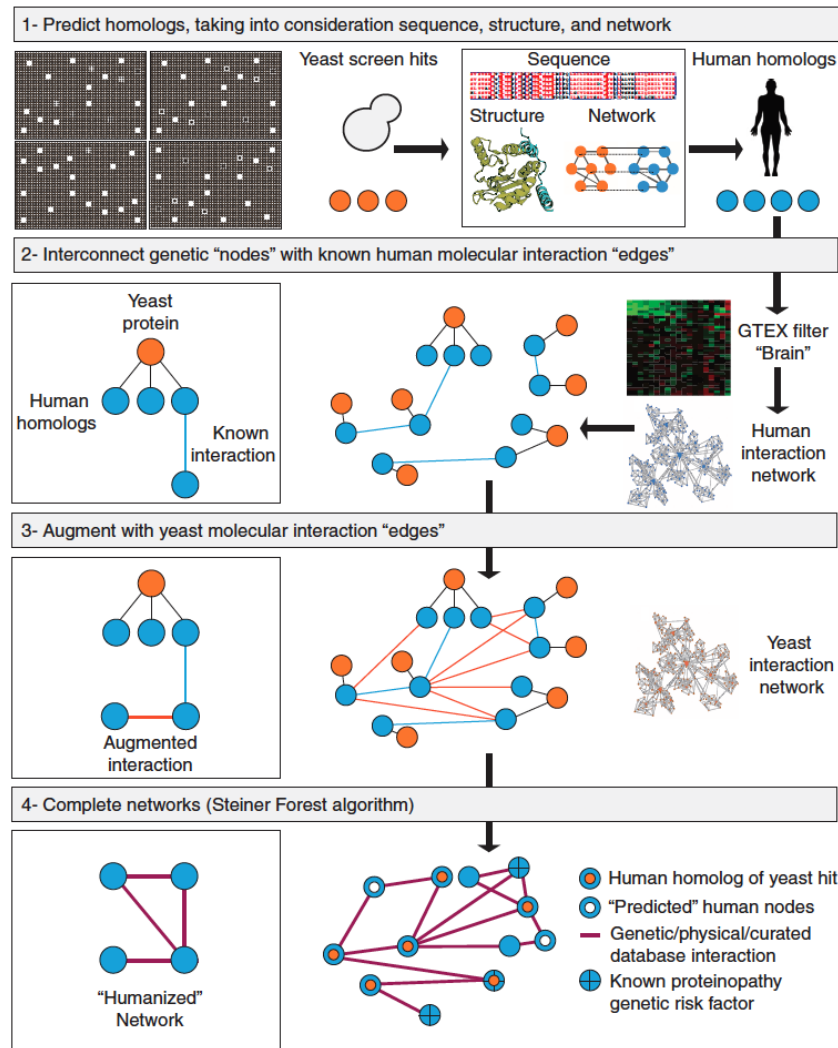 1- Predict homologs, taking into consideration sequence, structure, and network
Yeast screen hits
Sequence
Structure
Network
Human homologs
2- Interconnect genetic “nodes” with known human molecular interaction “edges”
Yeast
protein
Human
homologs
Known
interaction
GTEX filter
“Brain”
Human
interaction
network
3- Augment with yeast molecular interaction “edges”
Augmented
interaction
Yeast
interaction
network
4- Complete networks (Steiner Forest algorithm)
“Humanized”
Network
Human homolog of yeast hit
“Predicted” human nodes
Genetic/physical/curated
database interaction
Known proteinopathy
genetic risk factor